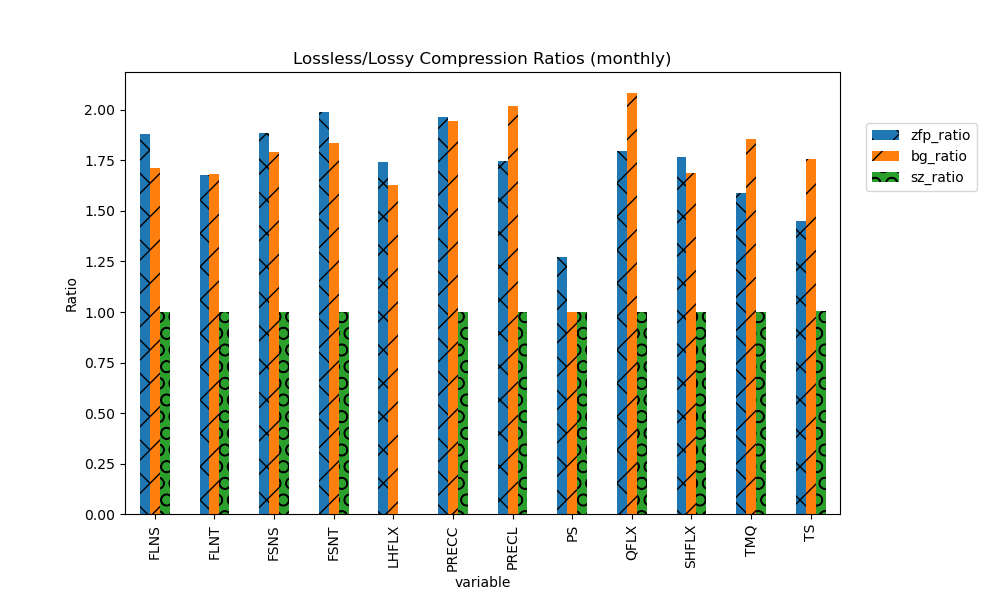 Lossless/Lossy Compression Ratios (monthly)
Ratio
2.00
1.75
1.50
1.25
1.00
0.75
0.50
0.25
0.00
FLNS
FLNT
FSNS
FSNT
LHFLX
PRECC
PRECL
PS
QFLX
SHFLX
TMQ
TS
variable
zfp_ratio
bg_ratio
sz_ratio